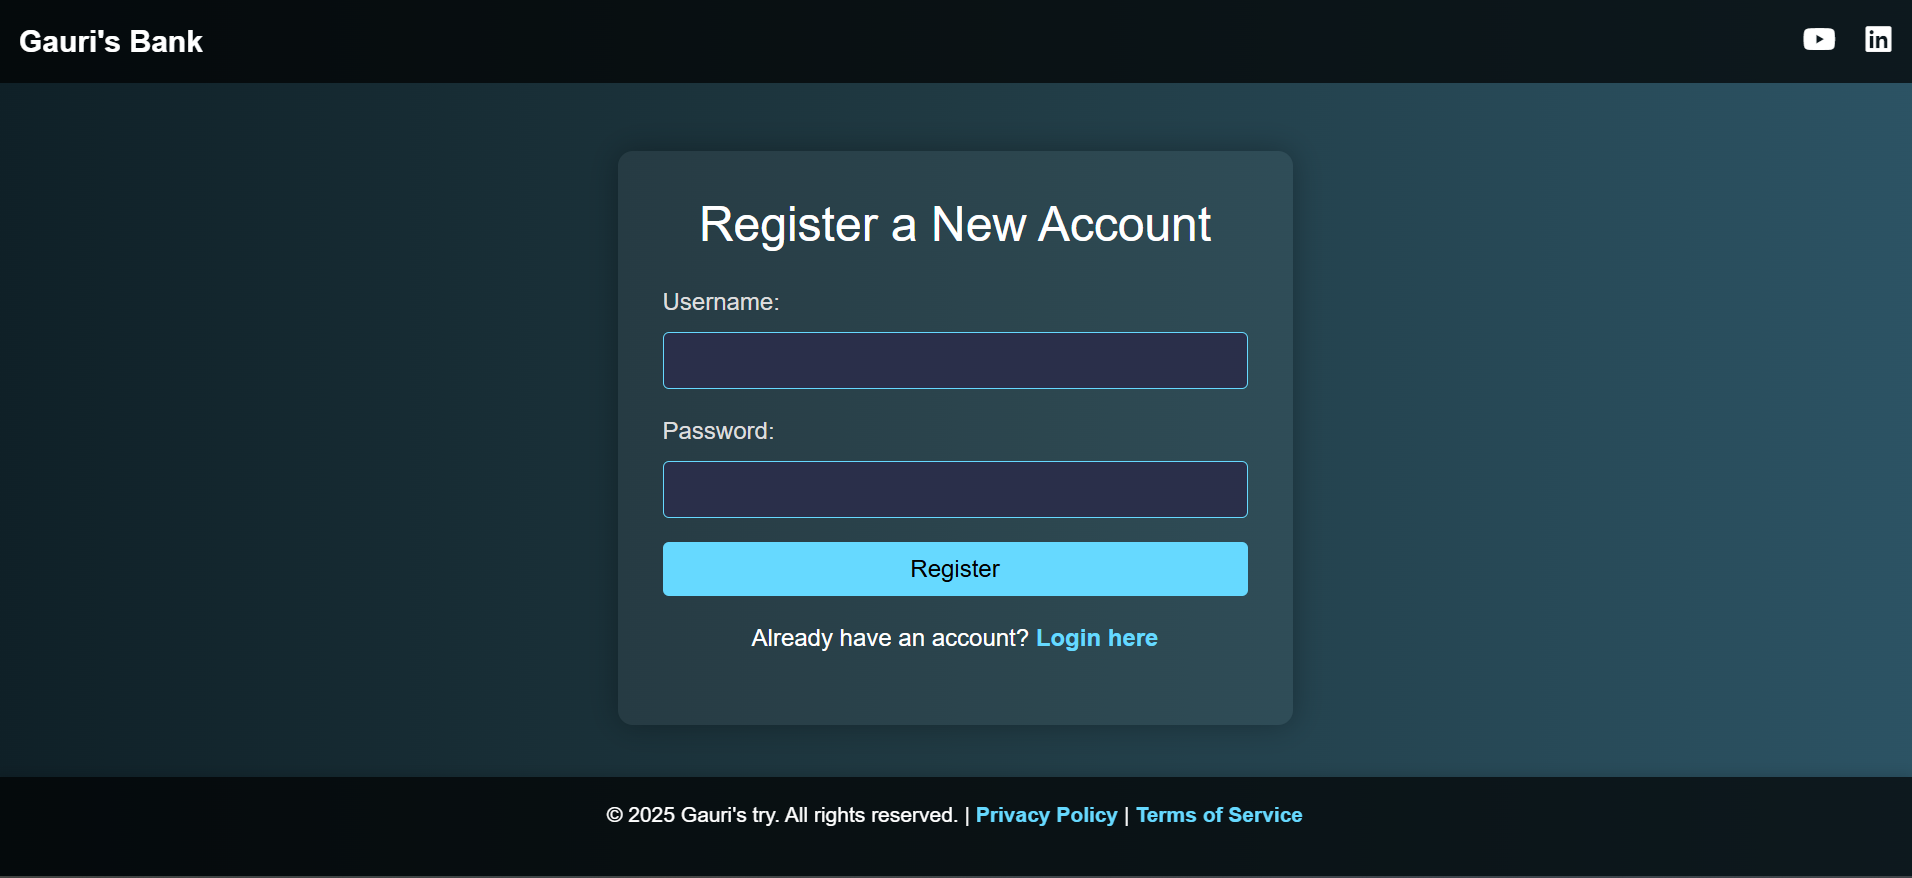 Gauri's Bank
Register a New Account
Username:
Password:
Register
Already have an account? Login here
© 2025 Gauri's try. All rights reserved. | Privacy Policy | Terms of Service